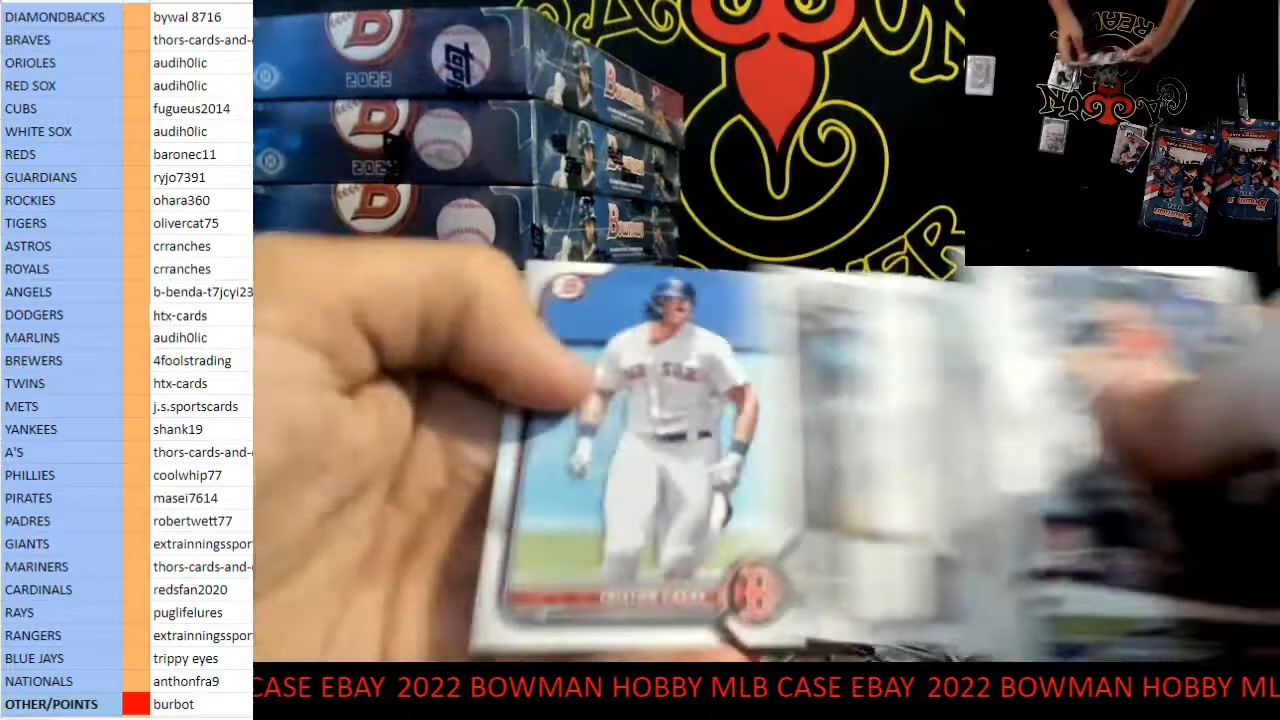 DIAMONDBACKS bywal 8716
BRAVES thors-cards-and-
ORIOLES audih0lic
RED SOX audih0lic
CUBS fugueus2014
WHITE SOX audih0lic
REDS baronec11
GUARDIANS ryjo7391
ROCKIES ohara360
TIGERS olivercat75
ASTROS crranches
ROYALS crranches
ANGELS b-benda-t7jcyi23
DODGERS htx-cards
MARLINS audih0lic
BREWERS 4foolstrading
TWINS htx-cards
METS j.s.sportscards
YANKEES shank19
A'S thors-cards-and-
PHILLIES coolwhip77
PIRATES masei7614
PADRES robertwett77
GIANTS extrainningsspor
MARINERS thors-cards-and-
CARDINALS redsfan2020
RAYS puglifelures
RANGERS extrainningsspor
BLUE JAYS trippy eyes
NATIONALS anthonfra9
OTHER/POINTS burbot
2022
topps
Bowman
Bowman
Bowman
CASE EBAY 2022 BOWMAN HOBBY MLB CASE EBAY 2022 BOWMAN HOBBY ML